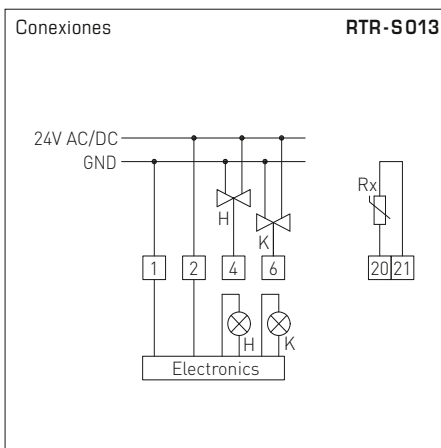 Conexiones RTR-S013
24V AC/DC
GND
Rx
H
K
1 2 4 6 20 21
H K
Electronics